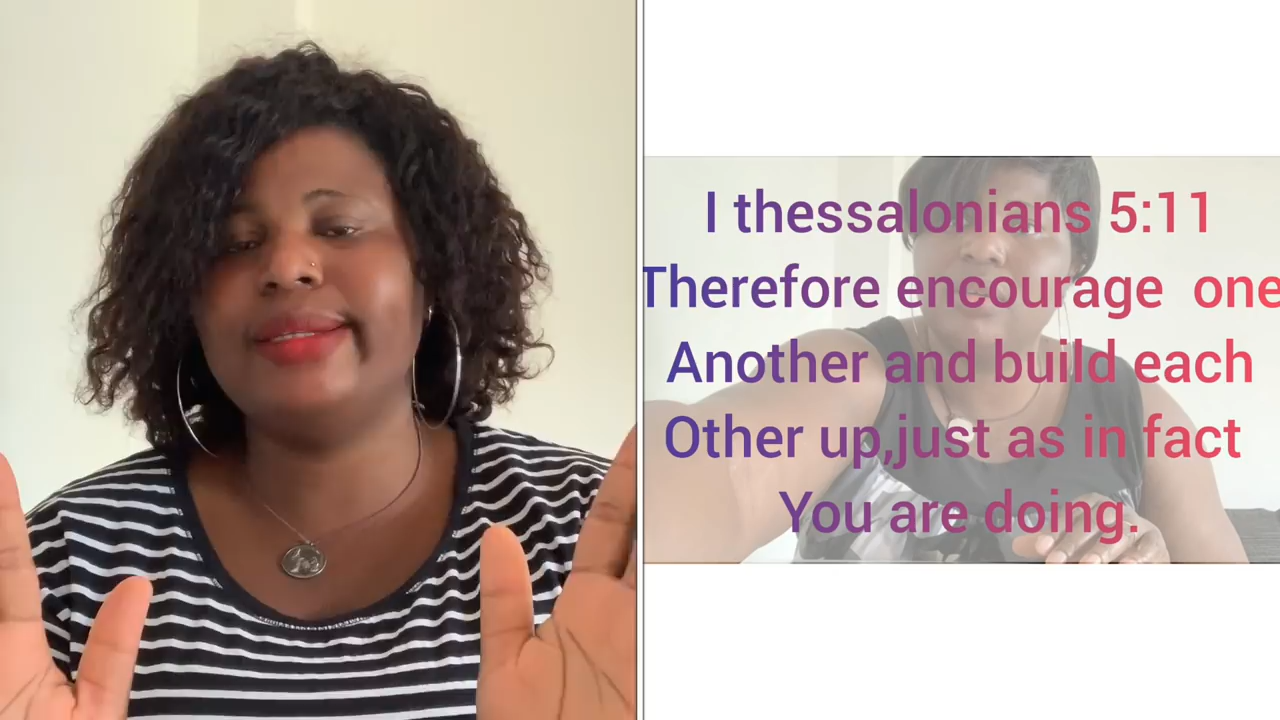 I thessalonians 5:11
Therefore encourage one
Another and build each
Other up,just as in fact
You are doing.